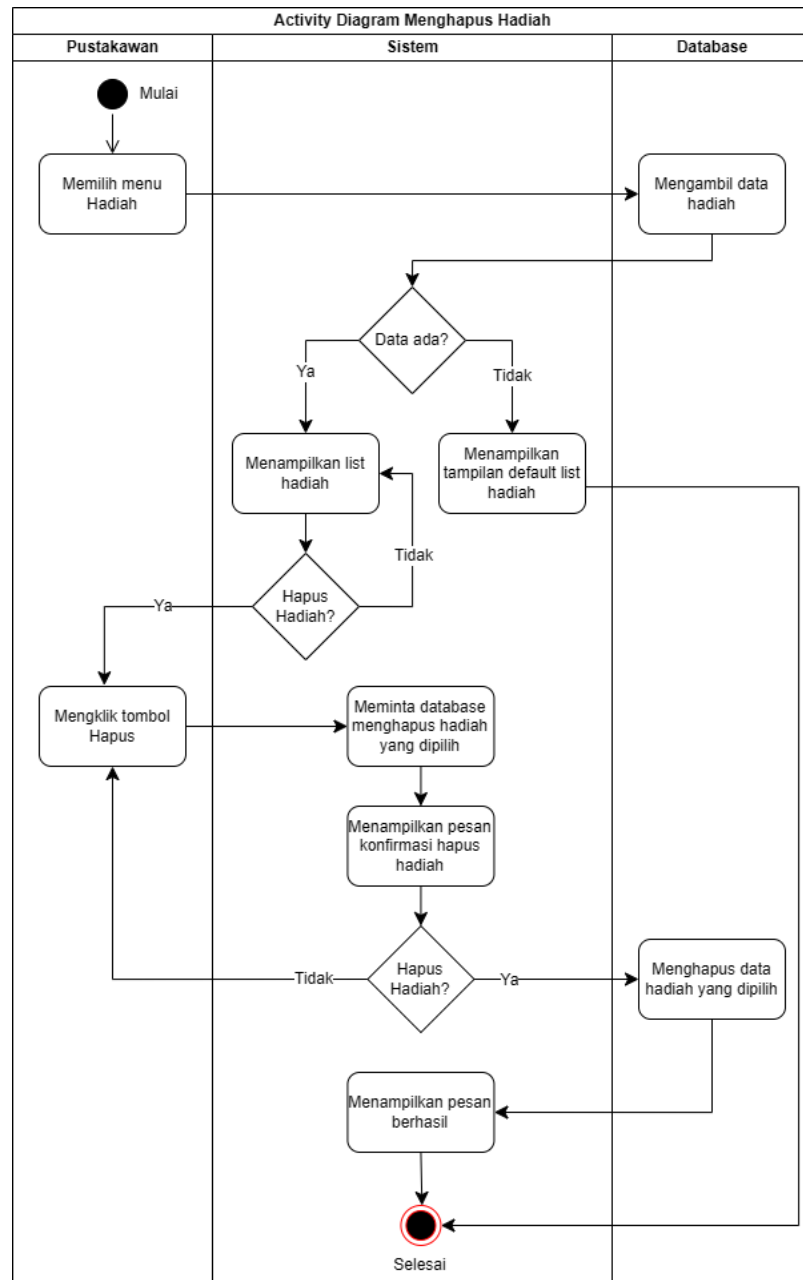 Activity Diagram Menghapus Hadiah
Pustakawan
Sistem
Database
Mulai
Memilih menu
Hadiah
Mengambil data
hadiah
Data ada?
Ya
Tidak
Menampilkan list
hadiah
Menampilkan
tampilan default list
hadiah
Tidak
Hapus
Hadiah?
Ya
Mengklik tombol
Hapus
Meminta database
menghapus hadiah
yang dipilih
Menampilkan pesan
konfirmasi hapus
hadiah
Hapus
Hadiah?
Tidak
Ya
Menghapus data
hadiah yang dipilih
Menampilkan pesan
berhasil
Selesai